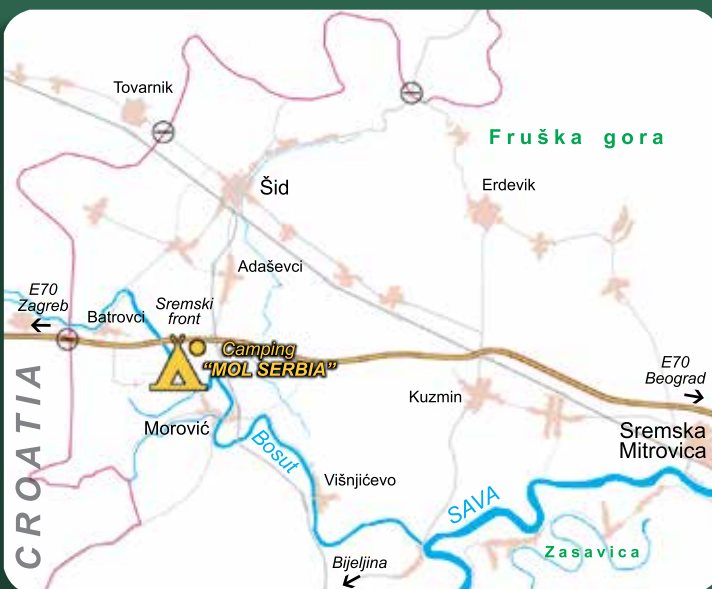 Tovarnik
Fruška gora
Šid
Erdevik
Adaševci
E70
Zagreb
Batrovci
Sremski
front
Camping
“MOL SERBIA”
E70
Beograd
CROATIA
Kuzmin
Morović
Sremska
Mitrovica
Bosut
Višnjićevo
SAVA
Zasavica
Bijeljina